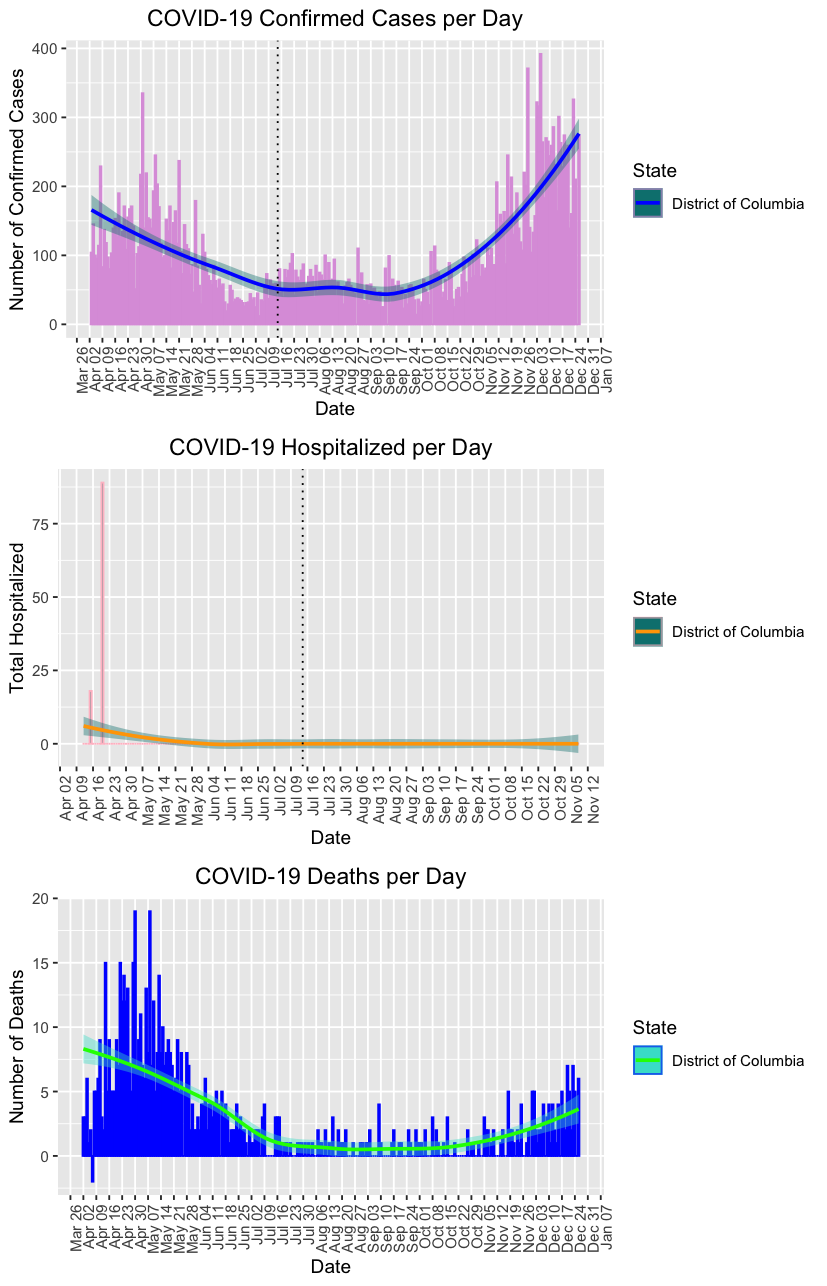 COVID-19 Confirmed Cases per Day
Number of Confirmed Cases
400
300
200
100
0
Mar 26
Apr 02
Apr 09
Apr 16
Apr 23
Apr 30
May 07
May 14
May 21
May 28
Jun 04
Jun 11
Jun 18
Jun 25
Jul 02
Jul 09
Jul 16
Jul 23
Jul 30
Aug 06
Aug 13
Aug 20
Aug 27
Sep 03
Sep 10
Sep 17
Sep 24
Oct 01
Oct 08
Oct 15
Oct 22
Oct 29
Nov 05
Nov 12
Nov 19
Nov 26
Dec 03
Dec 10
Dec 17
Dec 24
Dec 31
Jan 07
Date
State
District of Columbia
COVID-19 Hospitalized per Day
Total Hospitalized
75
50
25
0
Apr 02
Apr 09
Apr 16
Apr 23
Apr 30
May 07
May 14
May 21
May 28
Jun 04
Jun 11
Jun 18
Jun 25
Jul 02
Jul 09
Jul 16
Jul 23
Jul 30
Aug 06
Aug 13
Aug 20
Aug 27
Sep 03
Sep 10
Sep 17
Sep 24
Oct 01
Oct 08
Oct 15
Oct 22
Oct 29
Nov 05
Nov 12
Date
State
District of Columbia
COVID-19 Deaths per Day
Number of Deaths
20
15
10
5
0
Mar 26
Apr 02
Apr 09
Apr 16
Apr 23
Apr 30
May 07
May 14
May 21
May 28
Jun 04
Jun 11
Jun 18
Jun 25
Jul 02
Jul 09
Jul 16
Jul 23
Jul 30
Aug 06
Aug 13
Aug 20
Aug 27
Sep 03
Sep 10
Sep 17
Sep 24
Oct 01
Oct 08
Oct 15
Oct 22
Oct 29
Nov 05
Nov 12
Nov 19
Nov 26
Dec 03
Dec 10
Dec 17
Dec 24
Dec 31
Jan 07
Date
State
District of Columbia